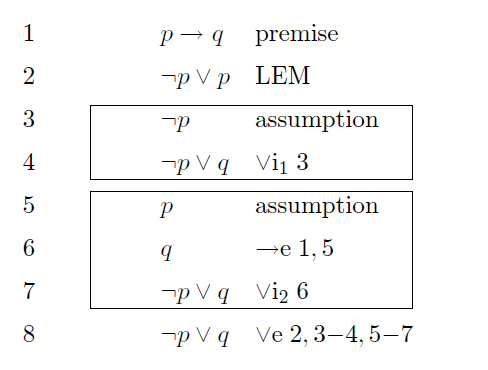 1 p → q premise
2 ¬p ∨ p LEM
3 ¬p assumption
4 ¬p ∨ q ∨i₁ 3
5 p assumption
6 q →e 1, 5
7 ¬p ∨ q ∨i₂ 6
8 ¬p ∨ q ∨e 2, 3−4, 5−7